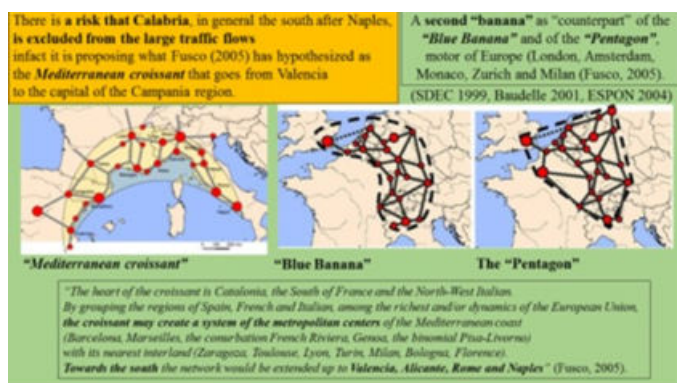 There is a risk that Calabria, in general the south after Naples,
is excluded from the large traffic flows
infact it is proposing what Fusco (2005) has hypothesized as
the Mediterranean croissant that goes from Valencia
to the capital of the Campania region.
A second “banana” as “counterpart” of the
“Blue Banana” and of the “Pentagon”,
motor of Europe (London, Amsterdam,
Monaco, Zurich and Milan (Fusco, 2005).
(SDEC 1999, Baudelle 2001, ESPON 2004)
“Mediterranean croissant”
“Blue Banana”
The “Pentagon”
“The heart of the croissant is Catalonia, the South of France and the North-West Italian.
By grouping the regions of Spain, French and Italian, among the richest and/or dynamics of the European Union,
the croissant may create a system of the metropolitan centers of the Mediterranean coast
(Barcelona, Marseilles, the conurbation French Riviera, Genoa, the binomial Pisa-Livorno)
with its nearest interland (Zaragoza, Toulouse, Lyon, Turin, Milan, Bologna, Florence).
Towards the south the network would be extended up to Valencia, Alicante, Rome and Naples” (Fusco, 2005).